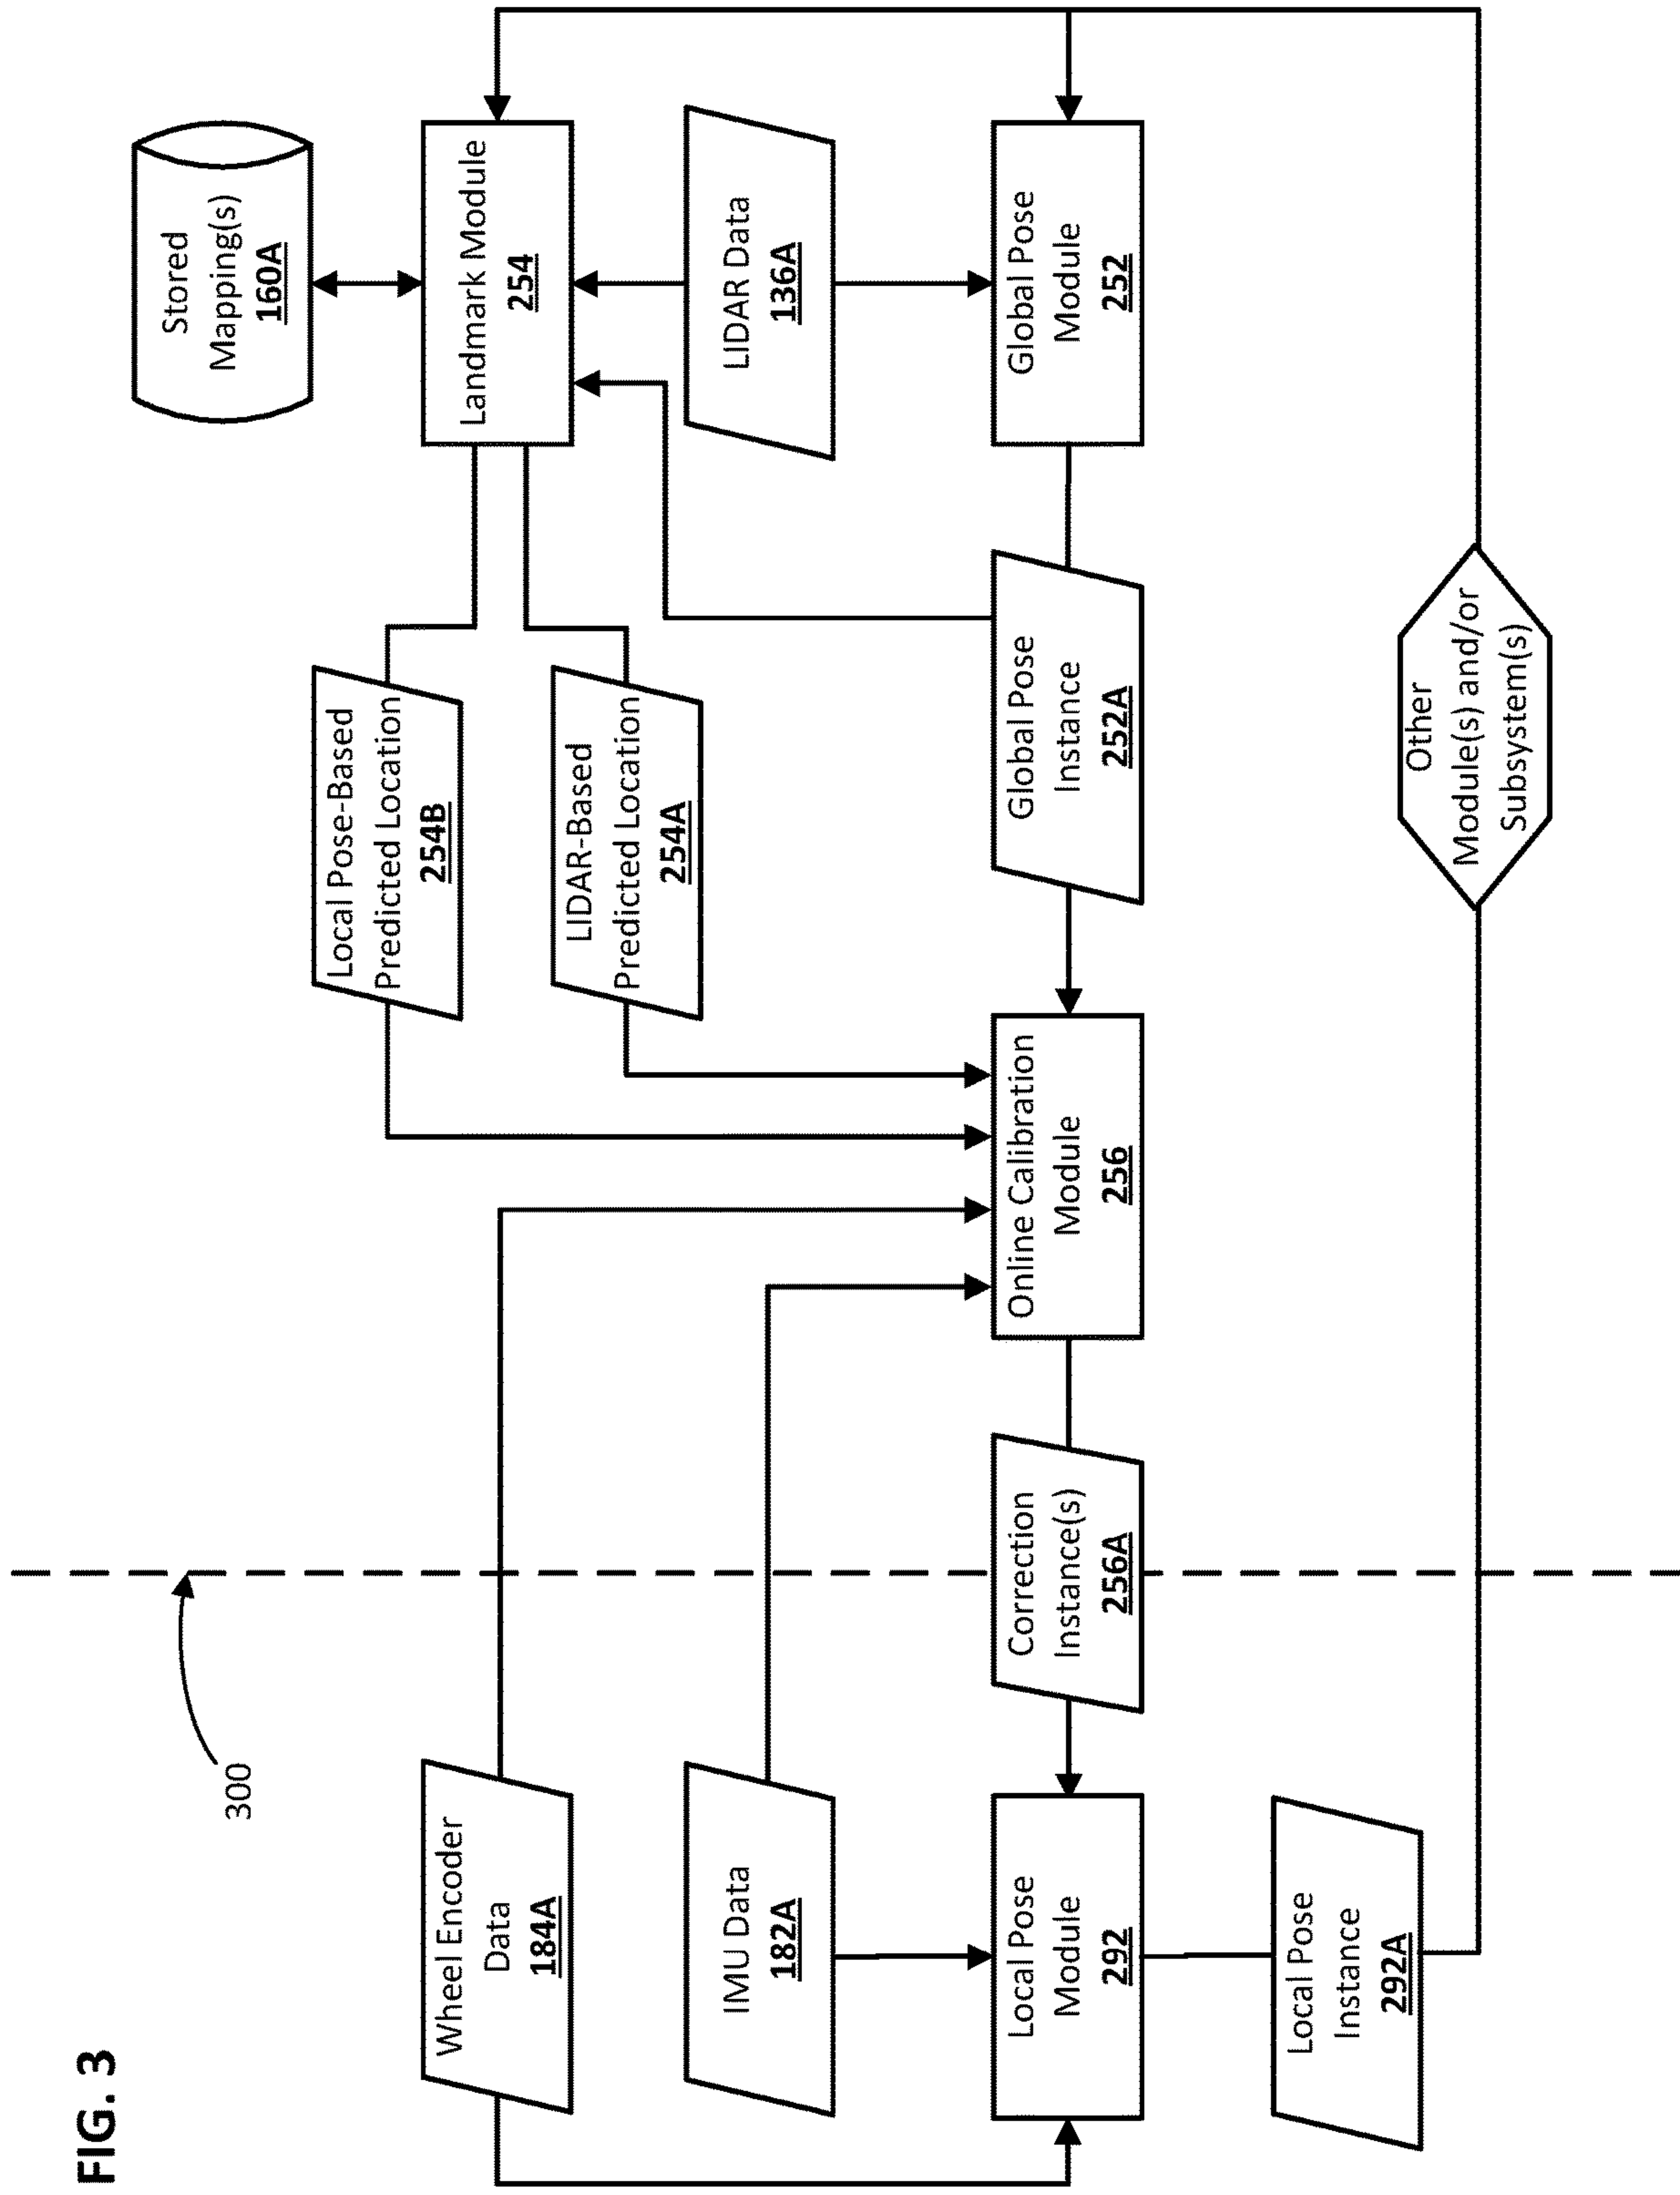 FIG. 3
300
Wheel Encoder
Data
184A
IMU Data
182A
Local Pose
Module
292
Local Pose
Instance
292A
Correction
Instance(s)
256A
Online Calibration
Module
256
Local Pose-Based
Predicted Location
254B
LIDAR-Based
Predicted Location
254A
Global Pose
Instance
252A
Other
Module(s) and/or
Subsystem(s)
Stored
Mapping(s)
160A
Landmark Module
254
LIDAR Data
136A
Global Pose
Module
252